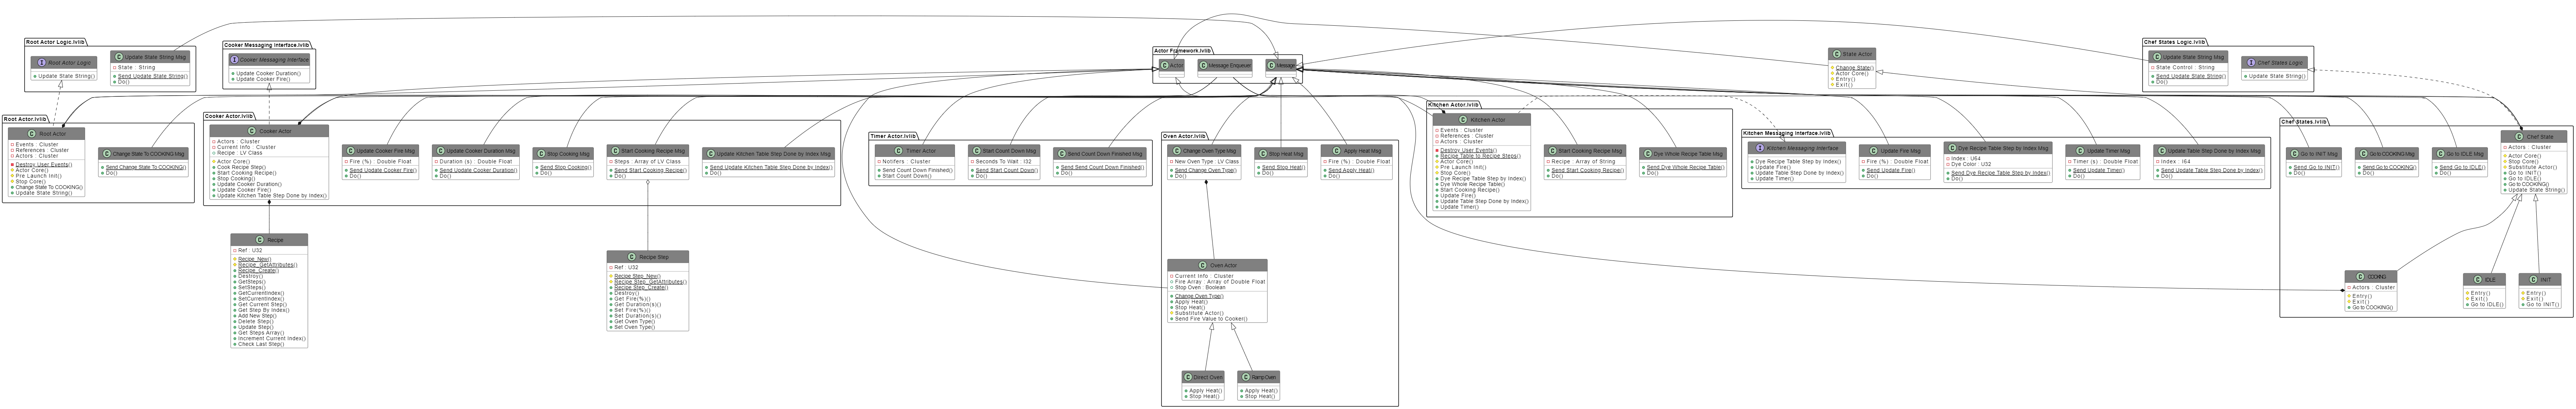 Root Actor Logic.lvlib
Root Actor Logic
Update State String()
Update State String Msg
State : String
Send Update State String()
Do()
Cooker Messaging Interface.lvlib
Cooker Messaging Interface
Update Cooker Duration()
Update Cooker Fire()
Actor Framework.lvlib
Actor
Message Enqueuer
Message
State Actor
Change State()
Actor Core()
Entry()
Exit()
Chef States Logic.lvlib
Update State String Msg
State Control : String
Send Update State String()
Do()
Chef States Logic
Update State String()
Root Actor.lvlib
Root Actor
Events : Cluster
References : Cluster
Actors : Cluster
Destroy User Events()
Actor Core()
Pre Launch Init()
Stop Core()
Change State To COOKING()
Update State String()
Change State To COOKING Msg
Send Change State To COOKING()
Do()
Cooker Actor.lvlib
Cooker Actor
Actors : Cluster
Current Info : Cluster
Recipe : LV Class
Actor Core()
Cook Recipe Step()
Start Cooking Recipe()
Stop Cooking()
Update Cooker Duration()
Update Cooker Fire()
Update Kitchen Table Step Done by Index()
Update Cooker Fire Msg
Fire (%) : Double Float
Send Update Cooker Fire()
Do()
Update Cooker Duration Msg
Duration (s) : Double Float
Send Update Cooker Duration()
Do()
Stop Cooking Msg
Send Stop Cooking()
Do()
Start Cooking Recipe Msg
Steps : Array of LV Class
Send Start Cooking Recipe()
Do()
Update Kitchen Table Step Done by Index Msg
Send Update Kitchen Table Step Done by Index()
Do()
Timer Actor.lvlib
Timer Actor
Notifiers : Cluster
Send Count Down Finished()
Start Count Down()
Start Count Down Msg
Seconds To Wait : I32
Send Start Count Down()
Do()
Send Count Down Finished Msg
Send Send Count Down Finished()
Do()
Oven Actor.lvlib
Change Oven Type Msg
New Oven Type : LV Class
Send Change Oven Type()
Do()
Stop Heat Msg
Send Stop Heat()
Do()
Apply Heat Msg
Fire (%) : Double Float
Send Apply Heat()
Do()
Oven Actor
Current Info : Cluster
Fire Array : Array of Double Float
Stop Oven : Boolean
Change Oven Type()
Apply Heat()
Stop Heat()
Substitute Actor()
Send Fire Value to Cooker()
Direct Oven
Apply Heat()
Stop Heat()
Ramp Oven
Apply Heat()
Stop Heat()
Kitchen Actor.lvlib
Kitchen Actor
Events : Cluster
References : Cluster
Actors : Cluster
Destroy User Events()
Recipe Table to Recipe Steps()
Actor Core()
Pre Launch Init()
Stop Core()
Dye Recipe Table Step by Index()
Dye Whole Recipe Table()
Start Cooking Recipe()
Update Fire()
Update Table Step Done by Index()
Update Timer()
Start Cooking Recipe Msg
Recipe : Array of String
Send Start Cooking Recipe()
Do()
Dye Whole Recipe Table Msg
Send Dye Whole Recipe Table()
Do()
Kitchen Messaging Interface.lvlib
Kitchen Messaging Interface
Dye Recipe Table Step by Index()
Update Fire()
Update Table Step Done by Index()
Update Timer()
Update Fire Msg
Fire (%) : Double Float
Send Update Fire()
Do()
Dye Recipe Table Step by Index Msg
Index : U64
Dye Color : U32
Send Dye Recipe Table Step by Index()
Do()
Update Timer Msg
Timer (s) : Double Float
Send Update Timer()
Do()
Update Table Step Done by Index Msg
Index : I64
Send Update Table Step Done by Index()
Do()
Chef States.lvlib
Go to INIT Msg
Send Go to INIT()
Do()
Go to COOKING Msg
Send Go to COOKING()
Do()
Go to IDLE Msg
Send Go to IDLE()
Do()
Chef State
Actors : Cluster
Actor Core()
Stop Core()
Substitute Actor()
Go to INIT()
Go to IDLE()
Go to COOKING()
Update State String()
COOKING
Actors : Cluster
Entry()
Exit()
Go to COOKING()
IDLE
Entry()
Exit()
Go to IDLE()
INIT
Entry()
Exit()
Go to INIT()
Recipe
Ref : U32
Recipe_New()
Recipe_GetAttributes()
Recipe_Create()
Destroy()
GetSteps()
SetSteps()
GetCurrentIndex()
SetCurrentIndex()
Get Current Step()
Get Step By Index()
Add New Step()
Delete Step()
Update Step()
Get Steps Array()
Increment Current Index()
Check Last Step()
Recipe Step
Ref : U32
Recipe Step_New()
Recipe Step_GetAttributes()
Recipe Step_Create()
Destroy()
Get Fire(%)()
Get Duration(s)()
Set Fire(%)()
Set Duration(s)()
Get Oven Type()
Set Oven Type()